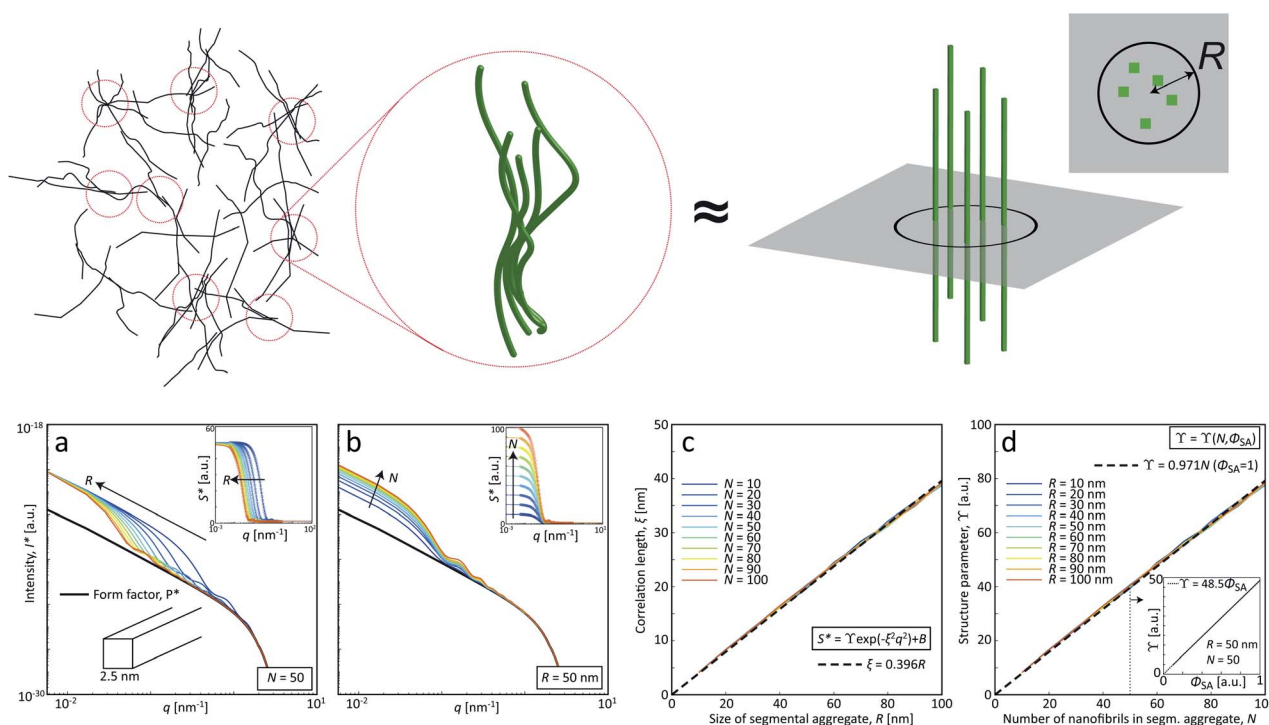 R
≈
a
10-18
Intensity, I* [a.u.]
10-30
R
60
S* [a.u.]
0
R
10-3
102
q [nm-1]
Form factor, P*
2.5 nm
N = 50
10-2
q [nm-1]
101
b
N
100
S* [a.u.]
0
N
10-3
102
q [nm-1]
R = 50 nm
10-2
q [nm-1]
101
c
50
40
30
20
10
0
Correlation length, ξ [nm]
N = 10
N = 20
N = 30
N = 40
N = 50
N = 60
N = 70
N = 80
N = 90
N = 100
S* = ϒexp(-ξ2q2)+B
ξ = 0.396R
0
20
40
60
80
100
Size of segmental aggregate, R [nm]
d
100
80
60
40
20
0
Structure parameter, ϒ [a.u.]
ϒ = ϒ(N,ΦSA)
ϒ = 0.971N (ΦSA=1)
R = 10 nm
R = 20 nm
R = 30 nm
R = 40 nm
R = 50 nm
R = 60 nm
R = 70 nm
R = 80 nm
R = 90 nm
R = 100 nm
50
ϒ = 48.5ΦSA
ϒ [a.u.]
R = 50 nm
N = 50
0
0
ΦSA [a.u.]
1
0
20
40
60
80
100
Number of nanofibrils in segm. aggregate, N